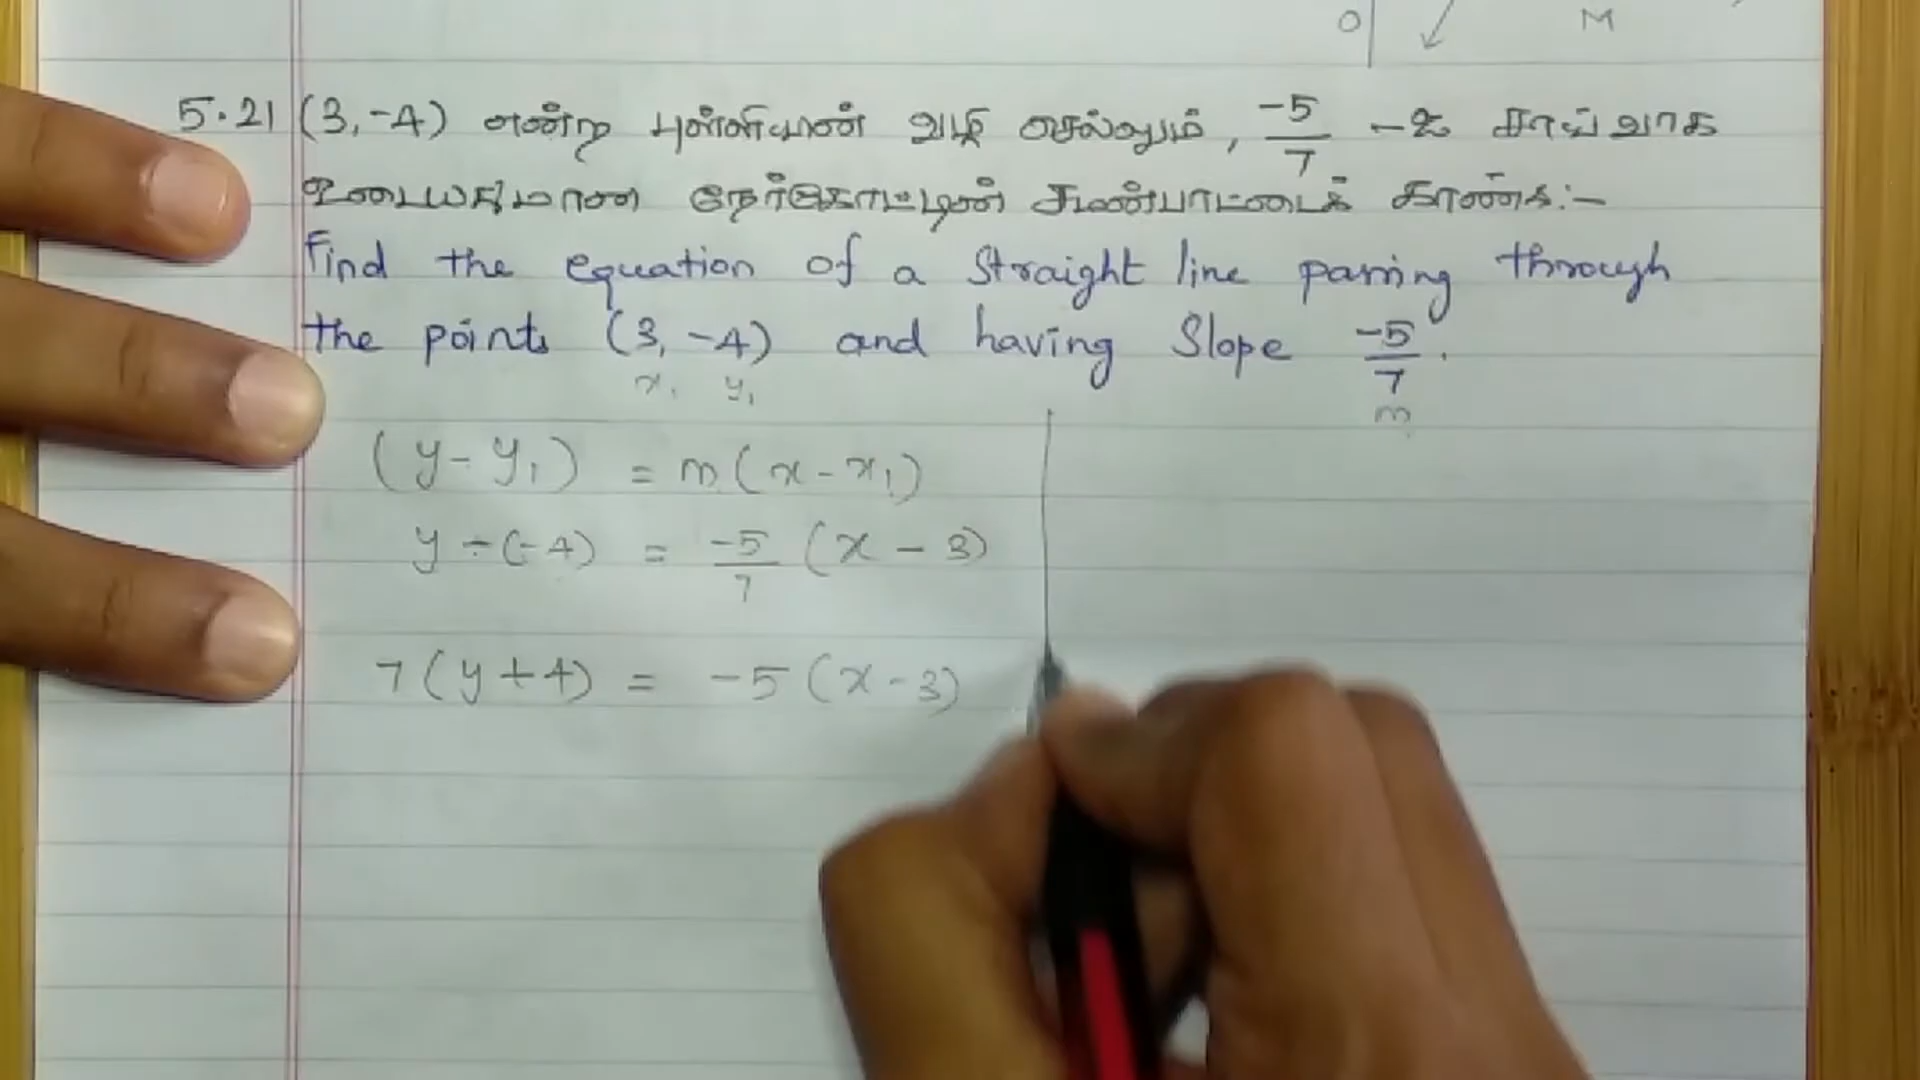 O M
5.21 (3,-4) என்ற புள்ளியின் வழி செல்லும், -5/7 -ஐ சாய்வாக
உடையதுமான நேர்கோட்டின் சமன்பாட்டைக் காண்க:-
Find the equation of a straight line passing through
the points (3, -4) and having Slope -5/7.
x₁ y₁ m
(y - y₁) = m(x - x₁)
y - (-4) = -5/7 (x - 3)
7(y + 4) = -5(x - 3)